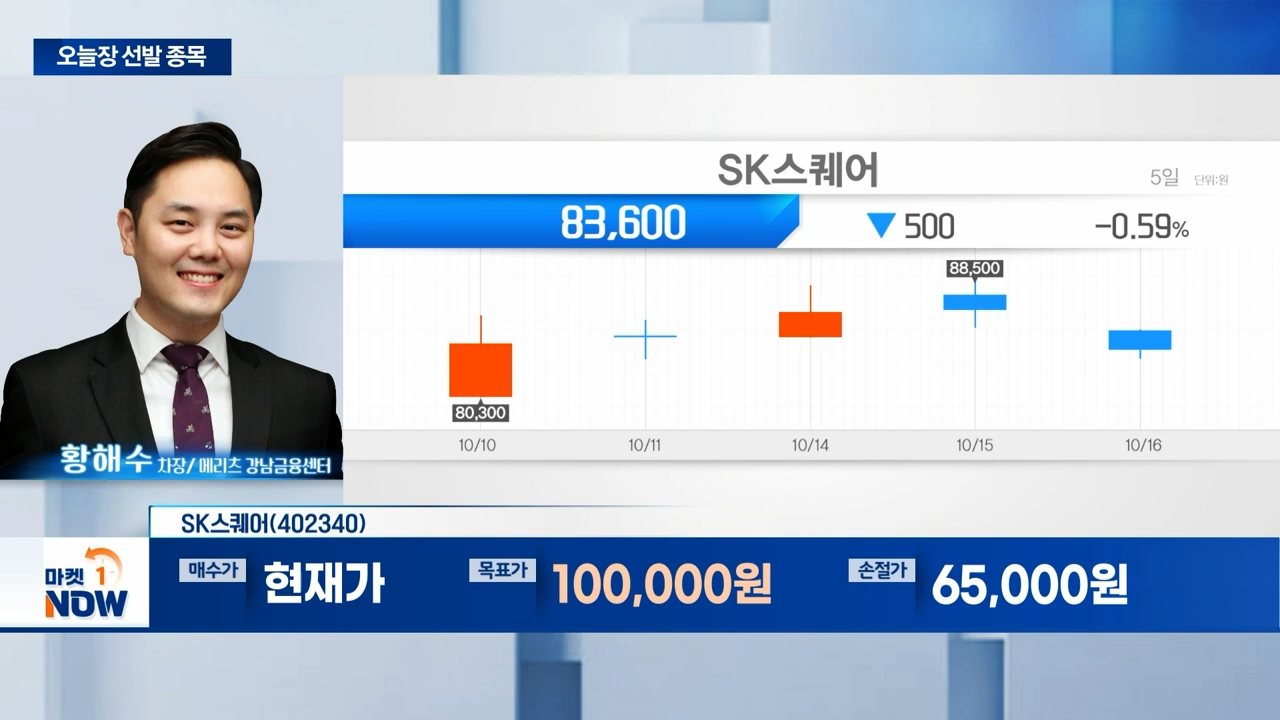 오늘장 선발 종목
SK스퀘어
5일 단위:원
83,600 ▼ 500 -0.59%
88,500
80,300
10/10 10/11 10/14 10/15 10/16
황해수 차장/ 메리츠 강남금융센터
SK스퀘어(402340)
마켓 1
NOW
매수가 현재가 목표가 100,000원 손절가 65,000원